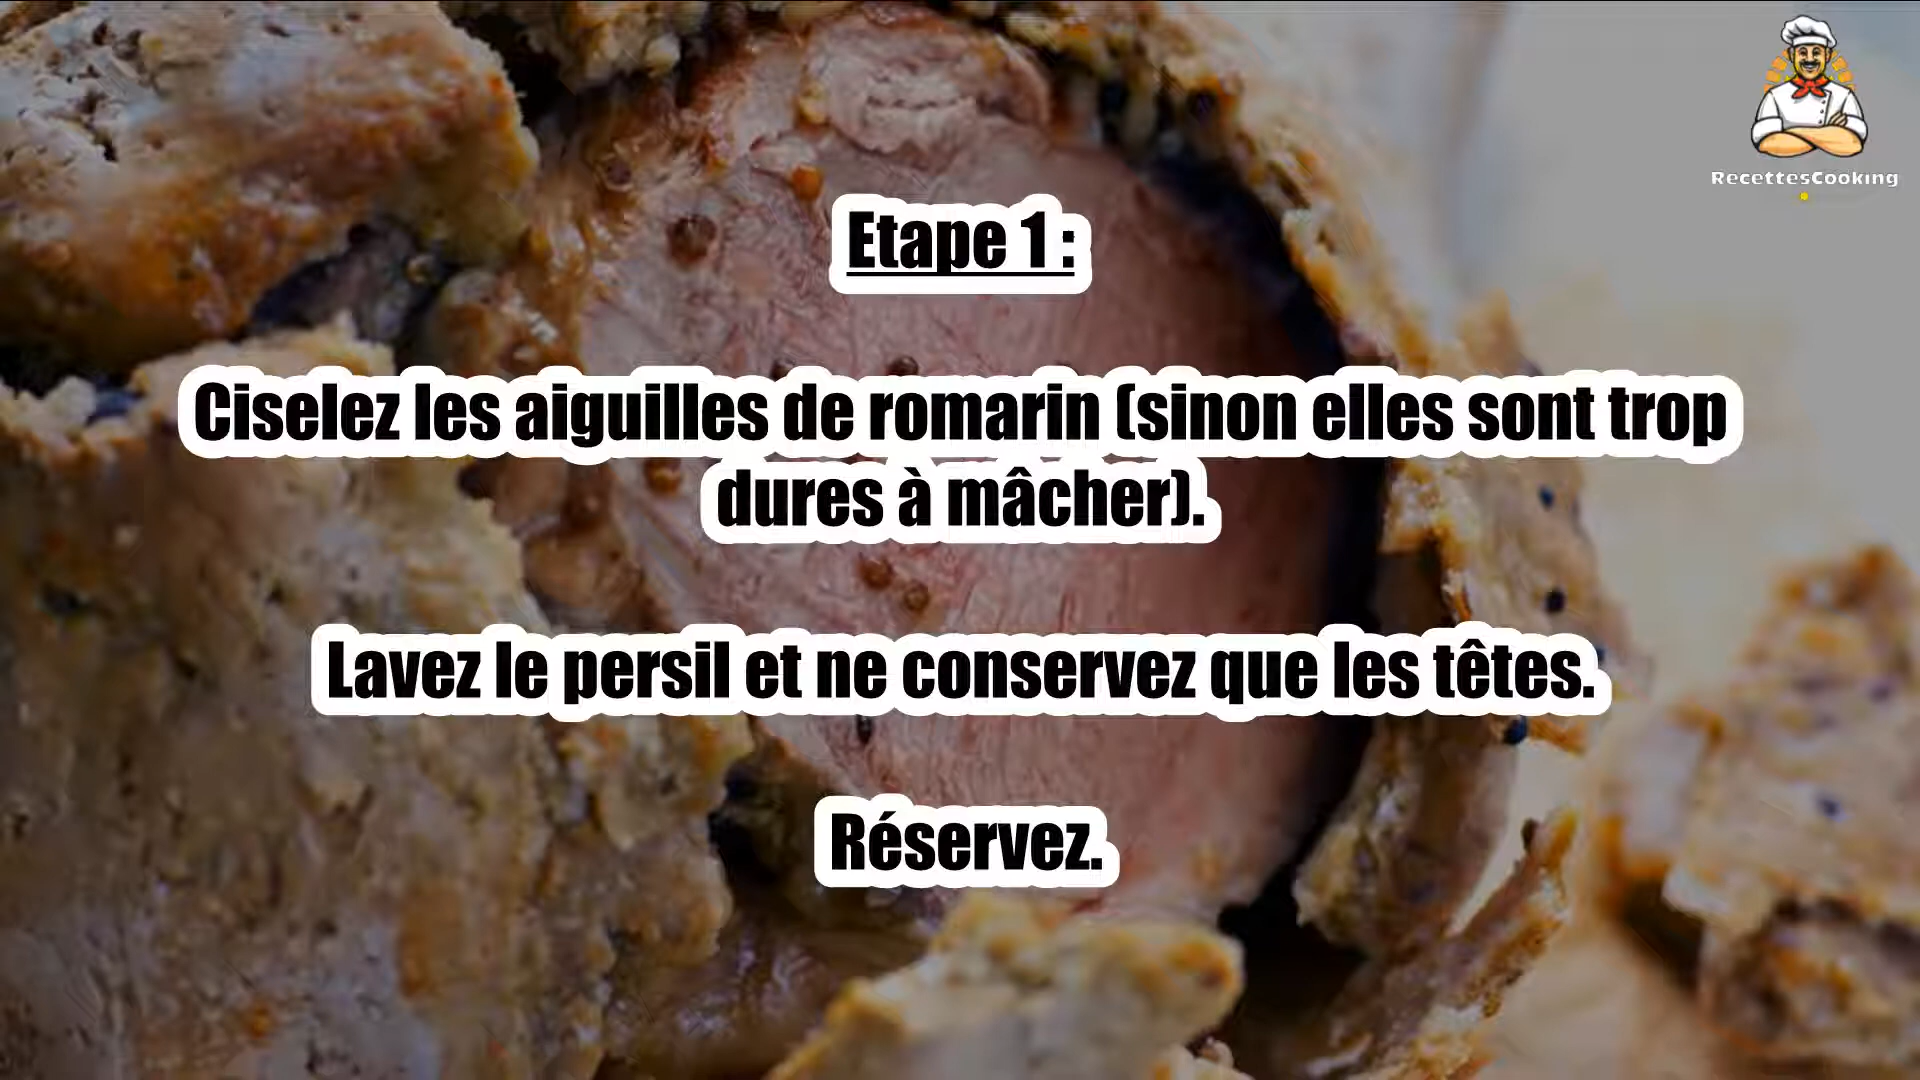 RecettesCooking
Etape 1 :
Ciselez les aiguilles de romarin (sinon elles sont trop
dures à mâcher).
Lavez le persil et ne conservez que les têtes.
Réservez.